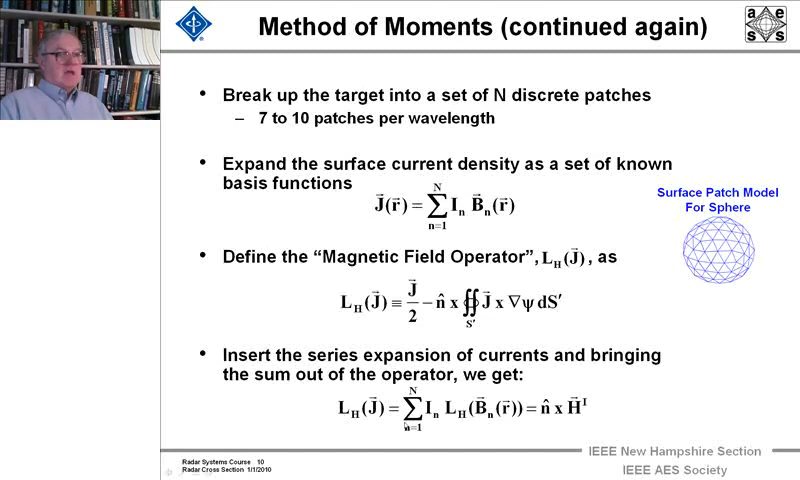 Method of Moments (continued again)
a e
s s
• Break up the target into a set of N discrete patches
– 7 to 10 patches per wavelength
• Expand the surface current density as a set of known
basis functions
J⃗(r⃗) = ∑_{n=1}^{N} I_n B⃗_n(r⃗)
Surface Patch Model
For Sphere
• Define the “Magnetic Field Operator”, L_H(J⃗) , as
L_H(J⃗) ≡ J⃗/2 − n̂ x ∯_{S′} J⃗ x ∇ψ dS′
• Insert the series expansion of currents and bringing
the sum out of the operator, we get:
L_H(J⃗) = ∑_{n=1}^{N} I_n L_H(B⃗_n(r⃗)) = n̂ x H⃗^I
Radar Systems Course 10
Radar Cross Section 1/1/2010
IEEE New Hampshire Section
IEEE AES Society